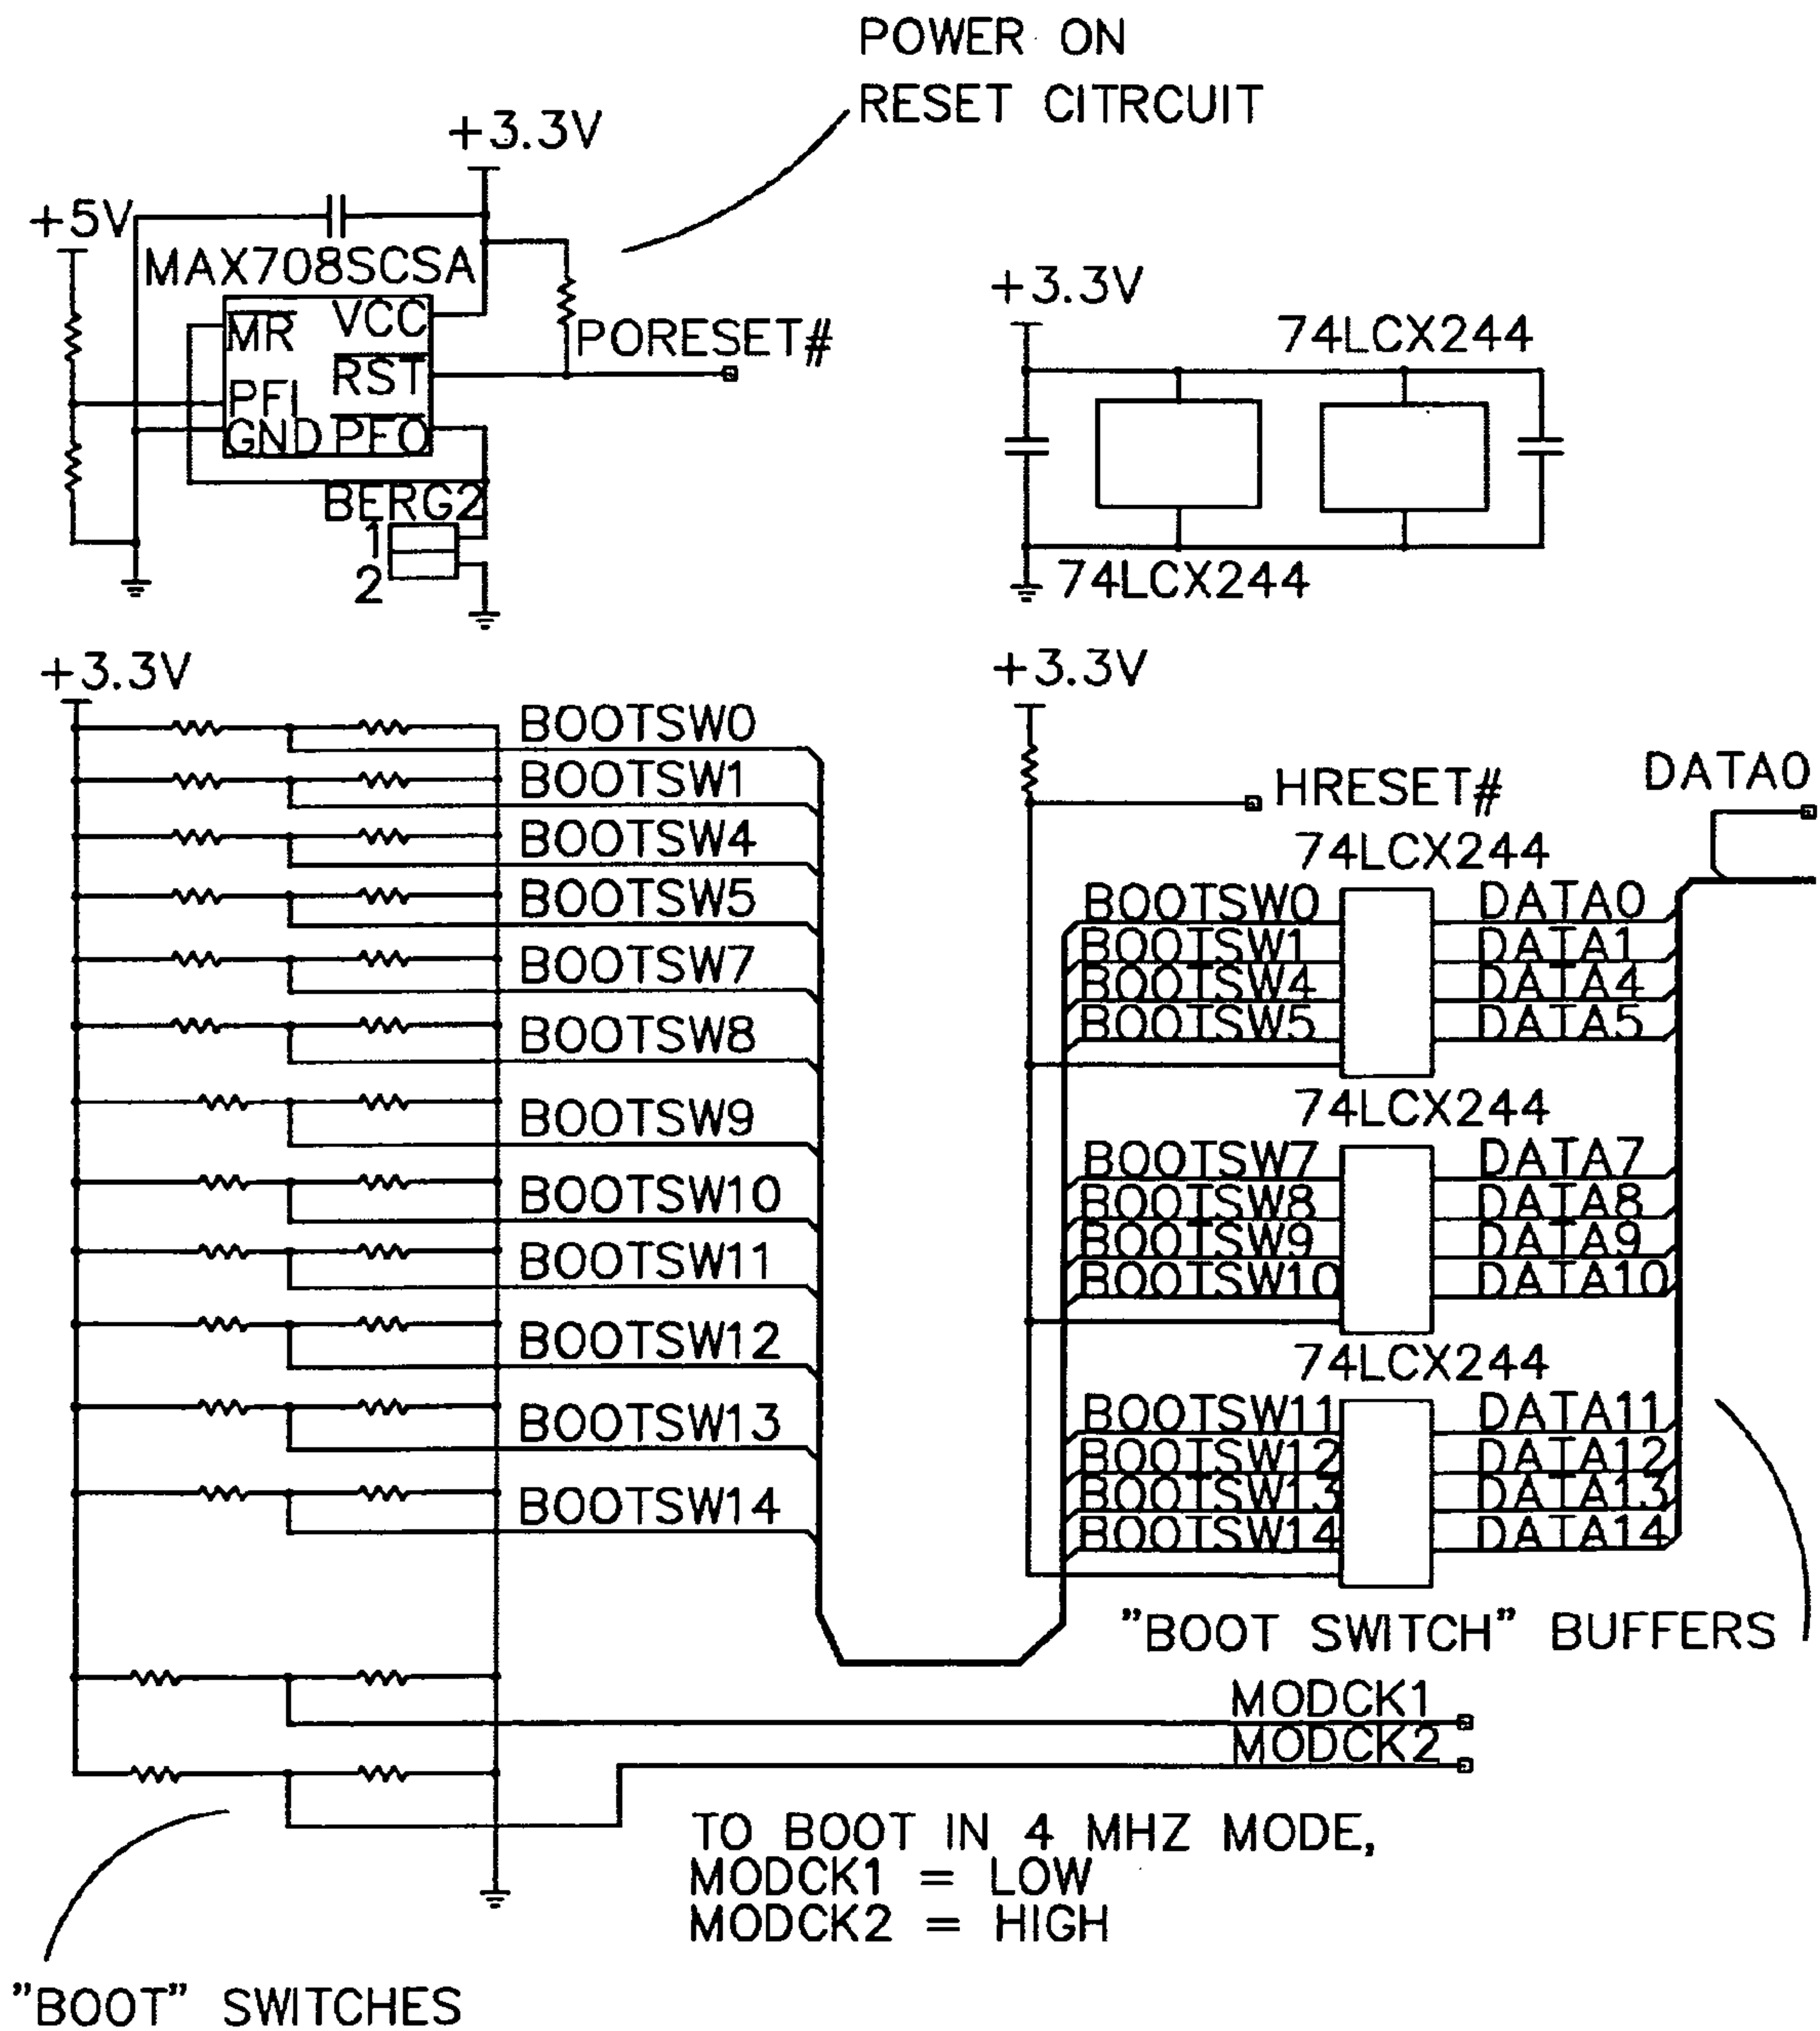 POWER ON
RESET CITRCUIT
+3.3V
+5V
MAX708SCSA
MR
VCC
RST
PFI
GND
PFO
PORESET#
BERG2
1
2
+3.3V
74LCX244
74LCX244
+3.3V
BOOTSW0
BOOTSW1
BOOTSW4
BOOTSW5
BOOTSW7
BOOTSW8
BOOTSW9
BOOTSW10
BOOTSW11
BOOTSW12
BOOTSW13
BOOTSW14
+3.3V
HRESET#
DATA0
74LCX244
BOOTSW0 DATA0
BOOTSW1 DATA1
BOOTSW4 DATA4
BOOTSW5 DATA5
74LCX244
BOOTSW7 DATA7
BOOTSW8 DATA8
BOOTSW9 DATA9
BOOTSW10 DATA10
74LCX244
BOOTSW11 DATA11
BOOTSW12 DATA12
BOOTSW13 DATA13
BOOTSW14 DATA14
"BOOT SWITCH" BUFFERS
MODCK1
MODCK2
TO BOOT IN 4 MHZ MODE,
MODCK1 = LOW
MODCK2 = HIGH
"BOOT" SWITCHES